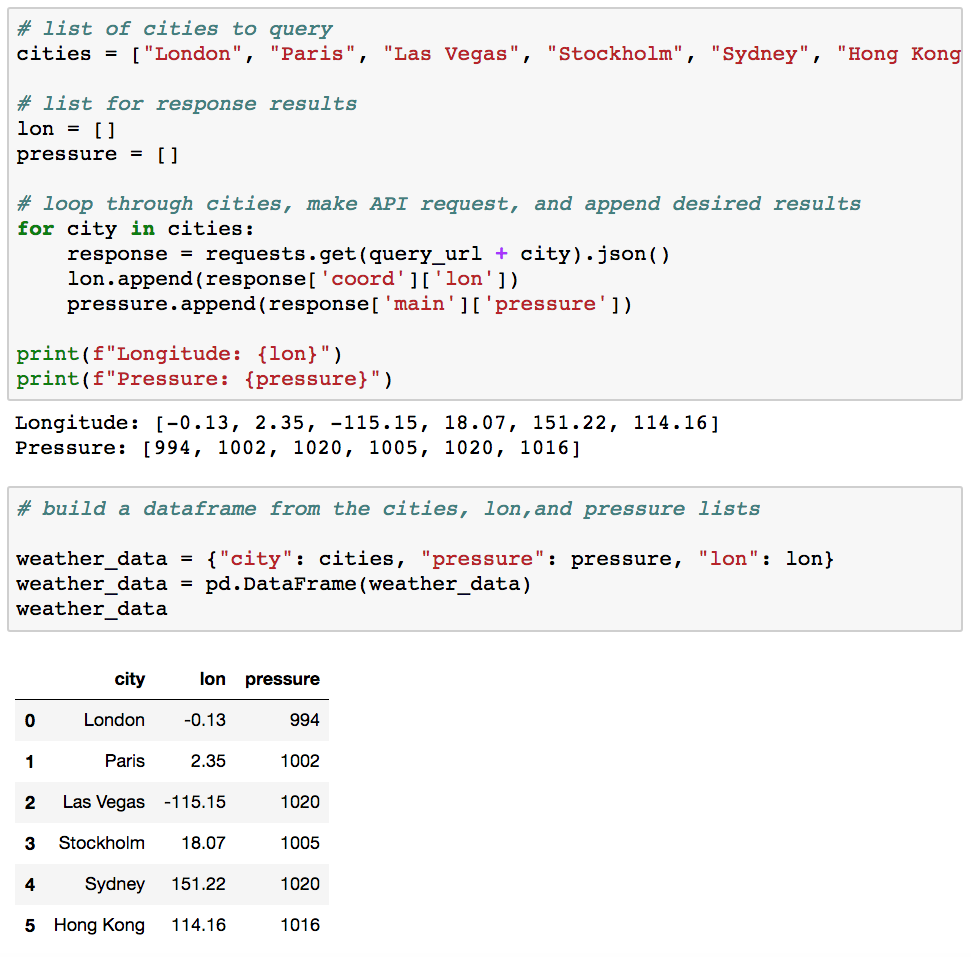 # list of cities to query
cities = ["London", "Paris", "Las Vegas", "Stockholm", "Sydney", "Hong Kong
# list for response results
lon = []
pressure = []
# loop through cities, make API request, and append desired results
for city in cities:
    response = requests.get(query_url + city).json()
    lon.append(response['coord']['lon'])
    pressure.append(response['main']['pressure'])
print(f"Longitude: {lon}")
print(f"Pressure: {pressure}")
Longitude: [-0.13, 2.35, -115.15, 18.07, 151.22, 114.16]
Pressure: [994, 1002, 1020, 1005, 1020, 1016]
# build a dataframe from the cities, lon,and pressure lists
weather_data = {"city": cities, "pressure": pressure, "lon": lon}
weather_data = pd.DataFrame(weather_data)
weather_data
city lon pressure
0 London -0.13 994
1 Paris 2.35 1002
2 Las Vegas -115.15 1020
3 Stockholm 18.07 1005
4 Sydney 151.22 1020
5 Hong Kong 114.16 1016